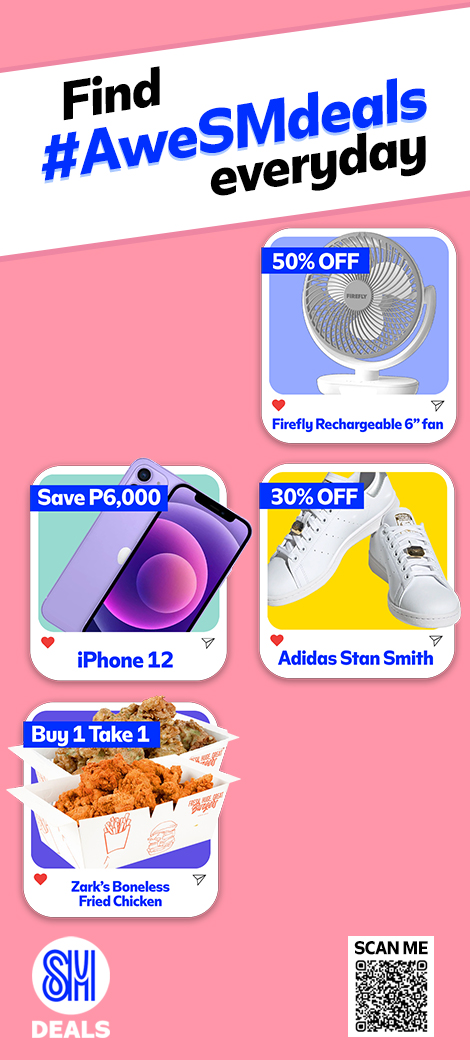 Find
#AweSMdeals
everyday
50% OFF
FIREFLY
Firefly Rechargeable 6” fan
Save P6,000
iPhone 12
30% OFF
Adidas Stan Smith
Buy 1 Take 1
Zark’s Boneless
Fried Chicken
SM
DEALS
SCAN ME